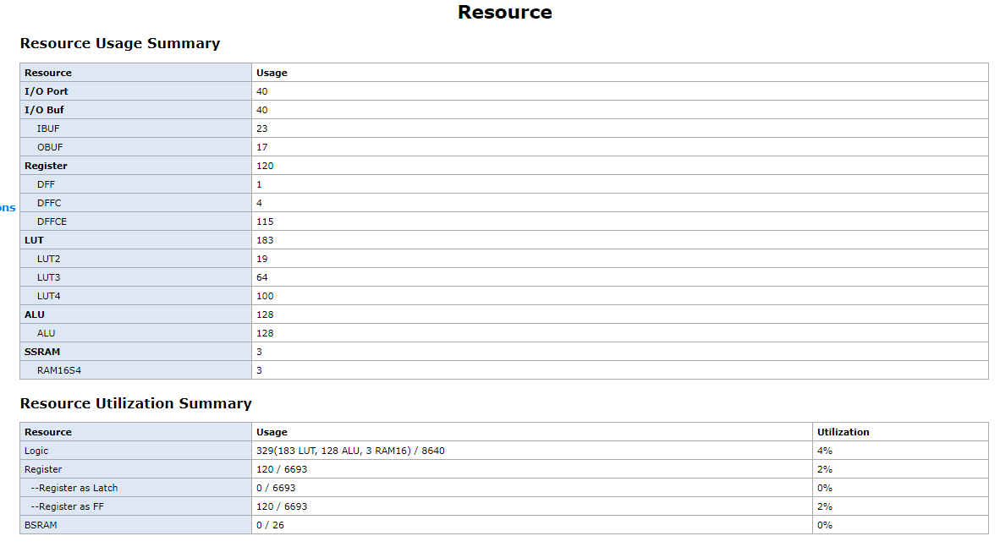 Resource
Resource Usage Summary
Resource Usage
I/O Port 40
I/O Buf 40
IBUF 23
OBUF 17
Register 120
DFF 1
ons
DFFC 4
DFFCE 115
LUT 183
LUT2 19
LUT3 64
LUT4 100
ALU 128
ALU 128
SSRAM 3
RAM16S4 3
Resource Utilization Summary
Resource Usage Utilization
Logic 329(183 LUT, 128 ALU, 3 RAM16) / 8640 4%
Register 120 / 6693 2%
--Register as Latch 0 / 6693 0%
--Register as FF 120 / 6693 2%
BSRAM 0 / 26 0%